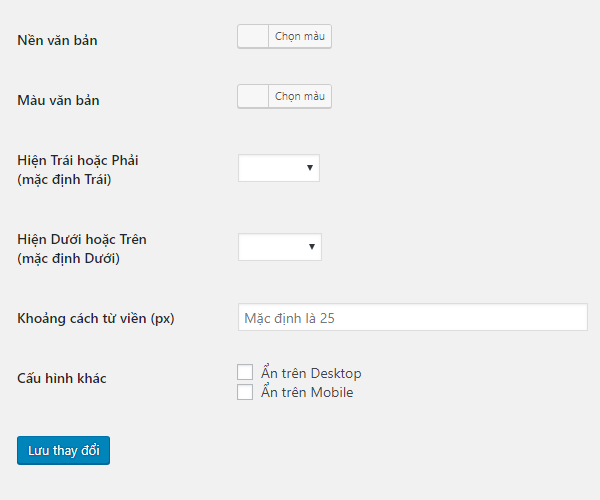 Nền văn bản
Chọn màu
Màu văn bản
Chọn màu
Hiện Trái hoặc Phải
(mặc định Trái)
Hiện Dưới hoặc Trên
(mặc định Dưới)
Khoảng cách từ viền (px)
Mặc định là 25
Cấu hình khác
Ẩn trên Desktop
Ẩn trên Mobile
Lưu thay đổi